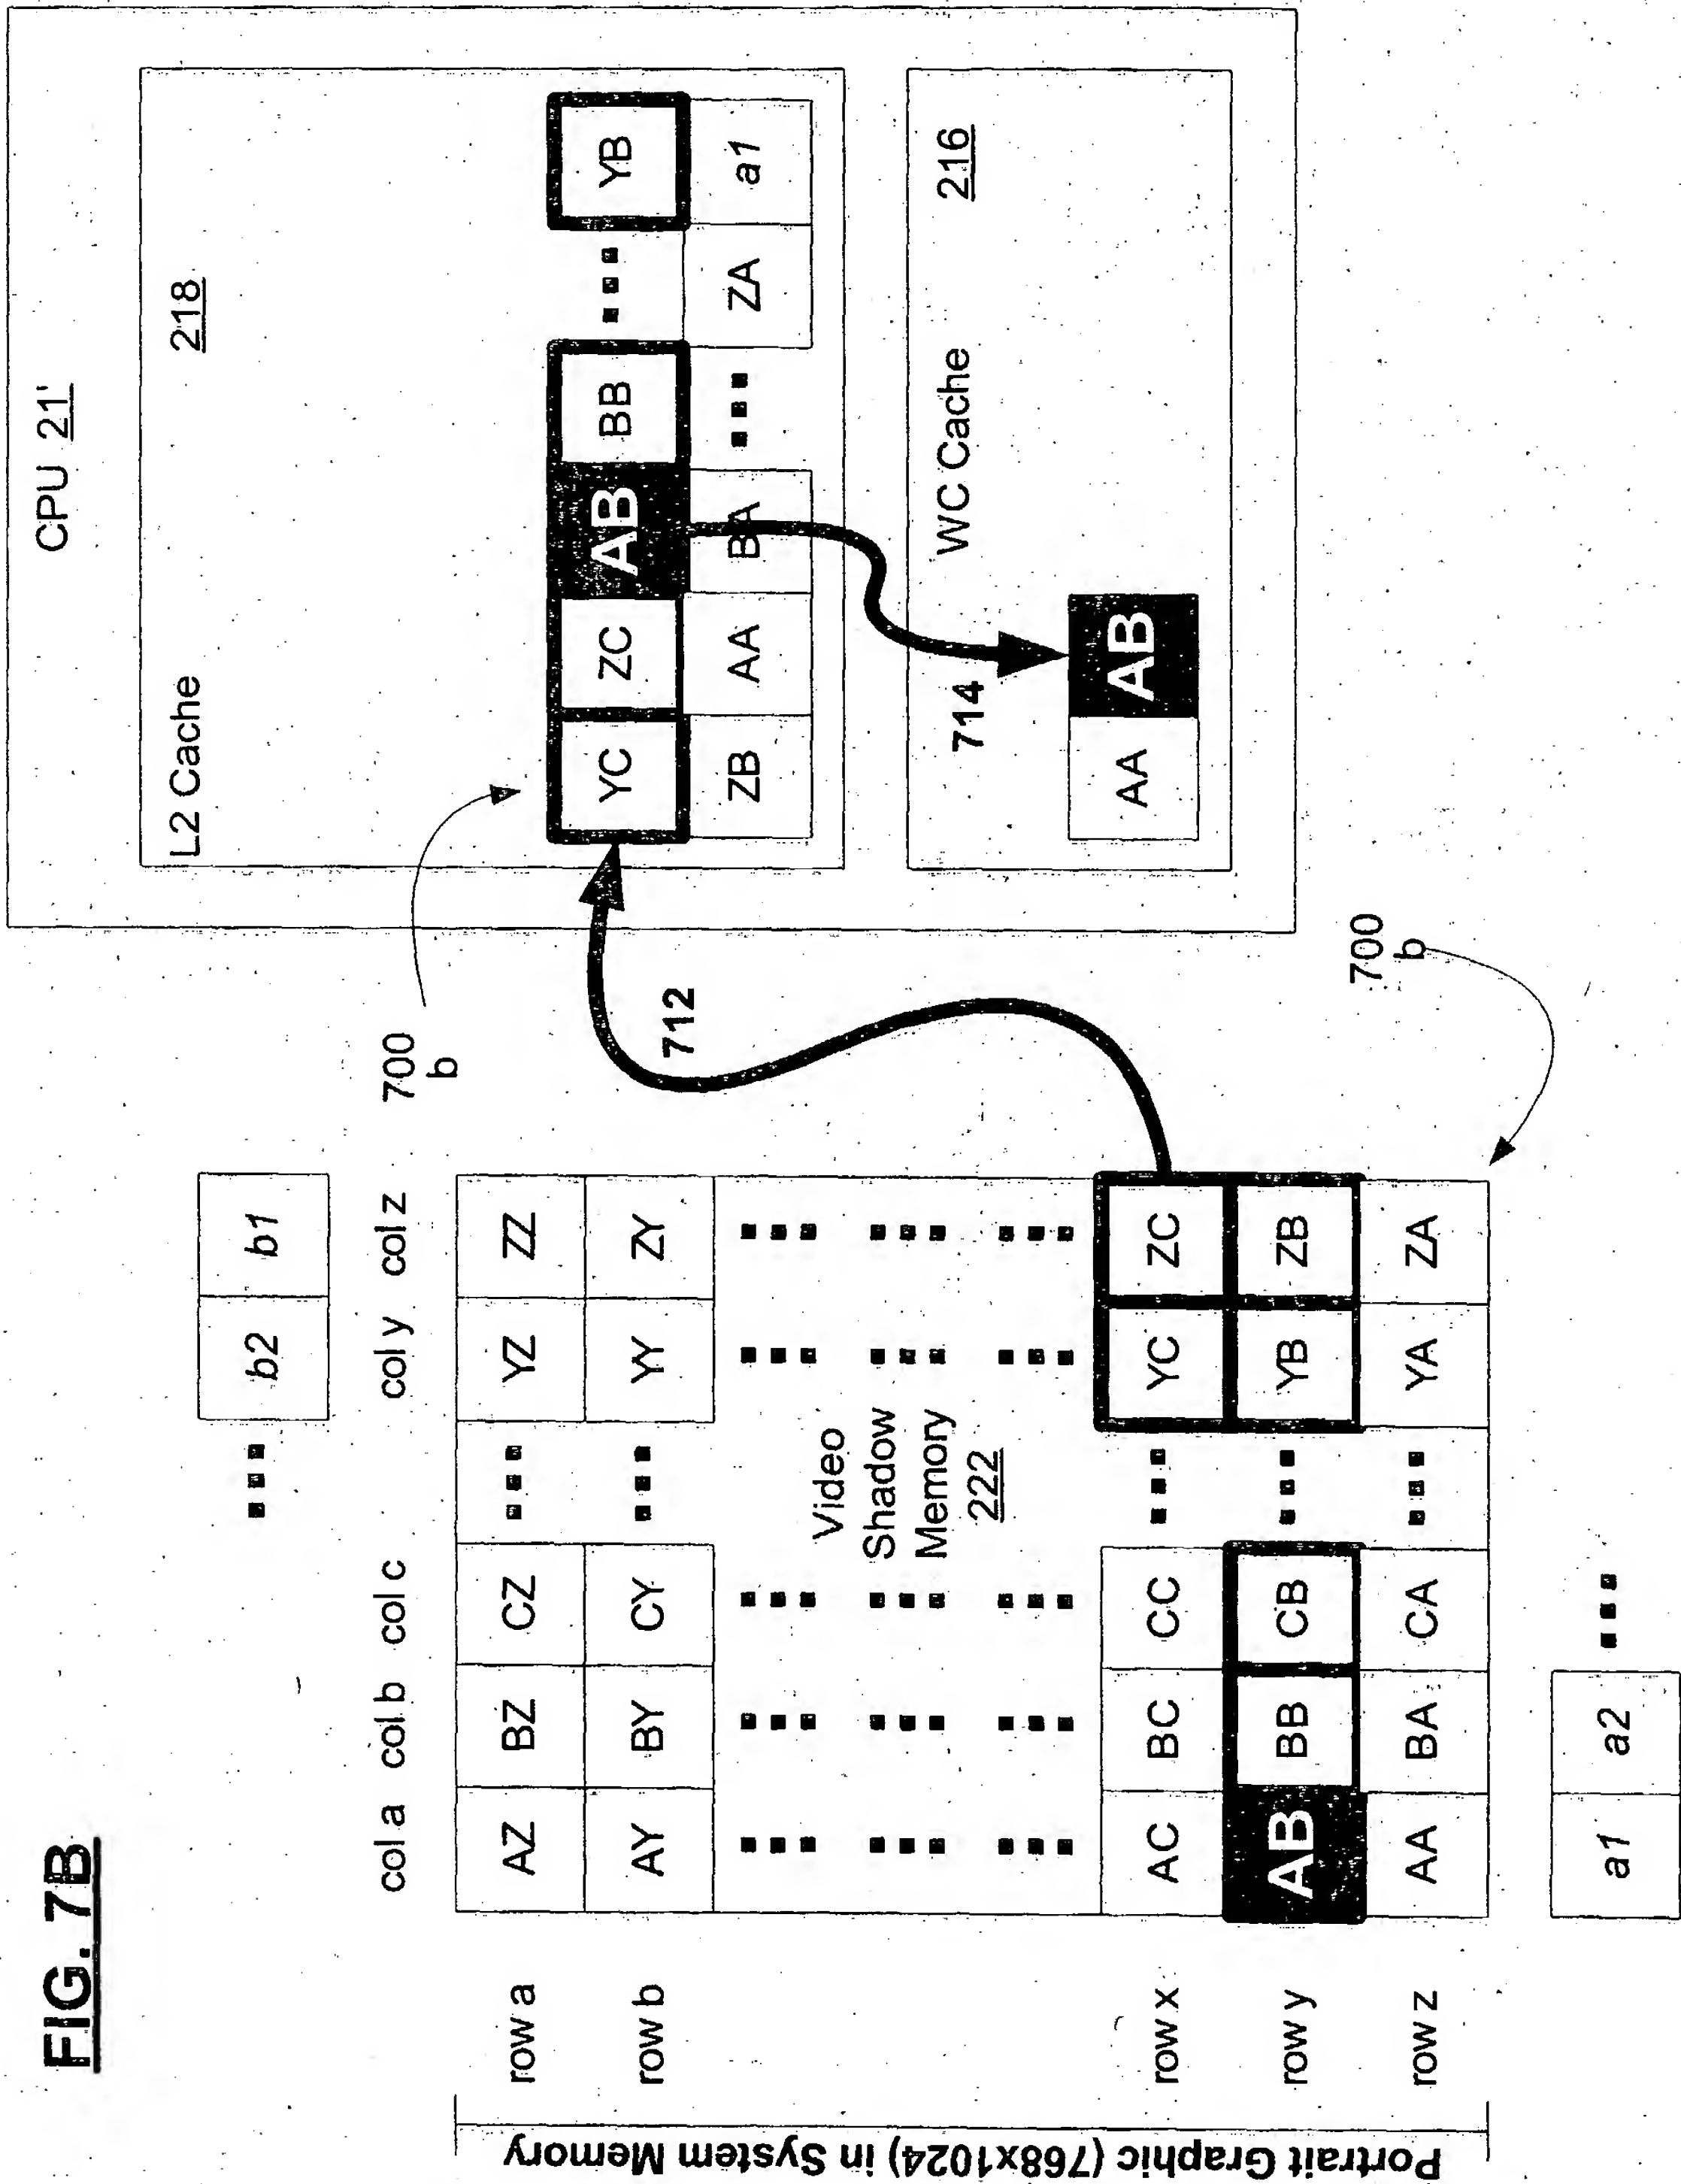 FIG. 7B
CPU 21'
L2 Cache
218
YC ZC AB BB ... YB
ZB AA BA ... ZA a1
WC Cache
216
714
AA AB
700
b
712
700
b
... b2 b1
col a col b col c col y col z
row a AZ BZ CZ ... YZ ZZ
row b AY BY CY ... YY ZY
Video
Shadow
Memory
222
row x AC BC CC ... YC ZC
row y AB BB CB ... YB ZB
row z AA BA CA ... YA ZA
a1 a2 ...
Portrait Graphic (768x1024) in System Memory